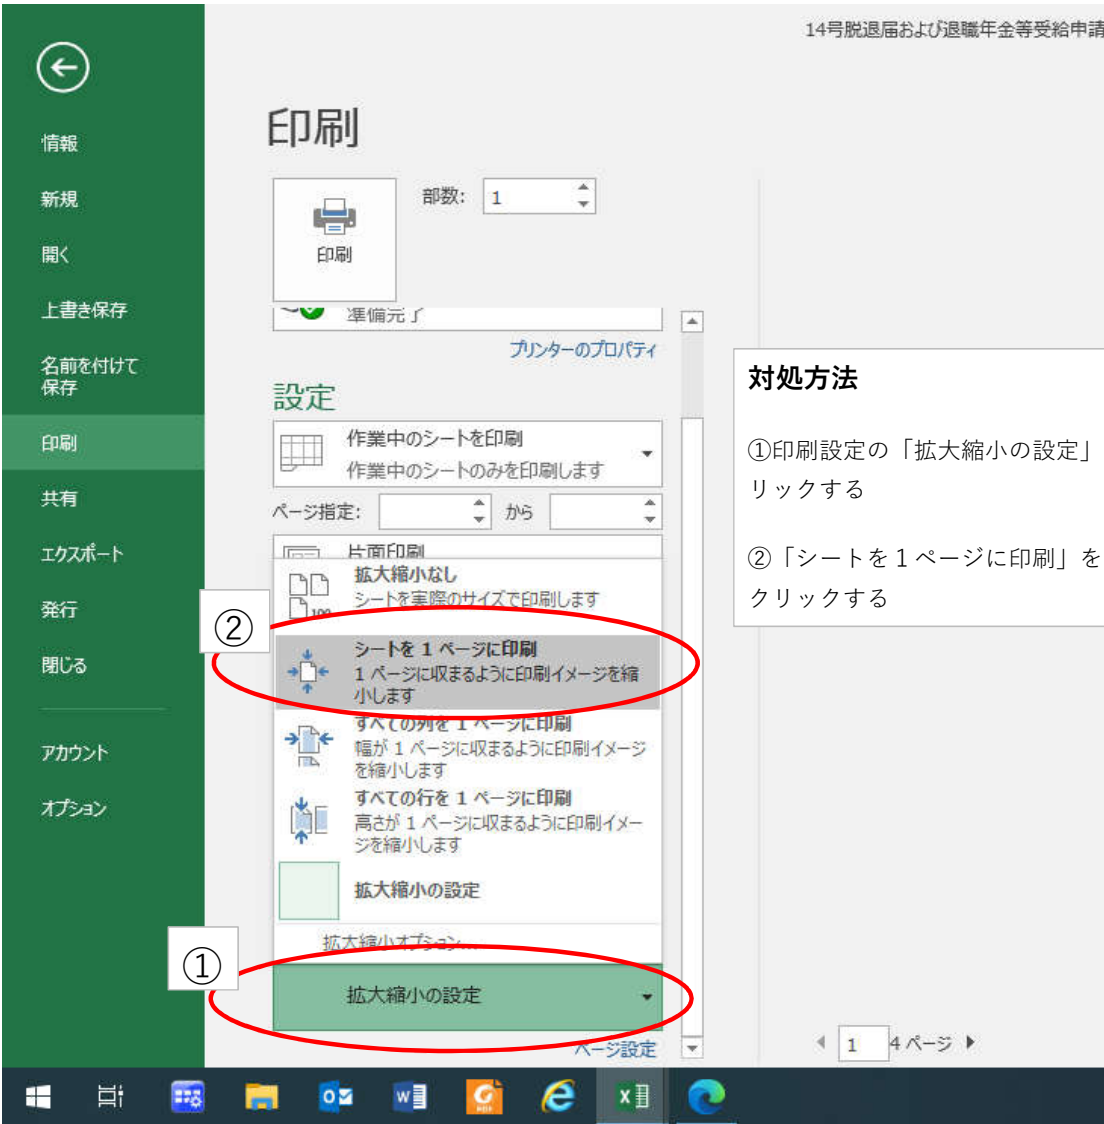 14号脱退届および退職年金等受給申請
情報
新規
開く
上書き保存
名前を付けて
保存
印刷
共有
エクスポート
発行
閉じる
アカウント
オプション
印刷
印刷
部数: 1
準備完了
プリンターのプロパティ
設定
作業中のシートを印刷
作業中のシートのみを印刷します
ページ指定: から
片面印刷
拡大縮小なし
シートを実際のサイズで印刷します
100
②
シートを 1 ページに印刷
1 ページに収まるように印刷イメージを縮
小します
すべての列を 1 ページに印刷
幅が 1 ページに収まるように印刷イメージ
を縮小します
すべての行を 1 ページに印刷
高さが 1 ページに収まるように印刷イメー
ジを縮小します
拡大縮小の設定
拡大縮小オプション...
①
拡大縮小の設定
ページ設定
対処方法
①印刷設定の「拡大縮小の設定」
リックする
②「シートを１ページに印刷」を
クリックする
1 4 ページ